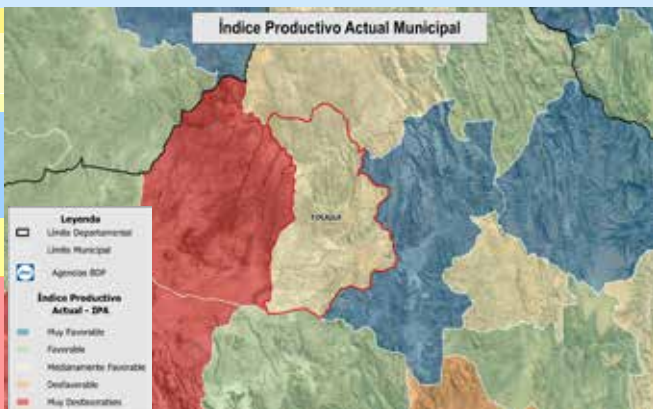 Índice Productivo Actual Municipal
Leyenda
Límite Departamental
Límite Municipal
Agencias BDP
Índice Productivo
Actual - IPA
Muy Favorable
Favorable
Medianamente Favorable
Desfavorable
Muy Desfavorable